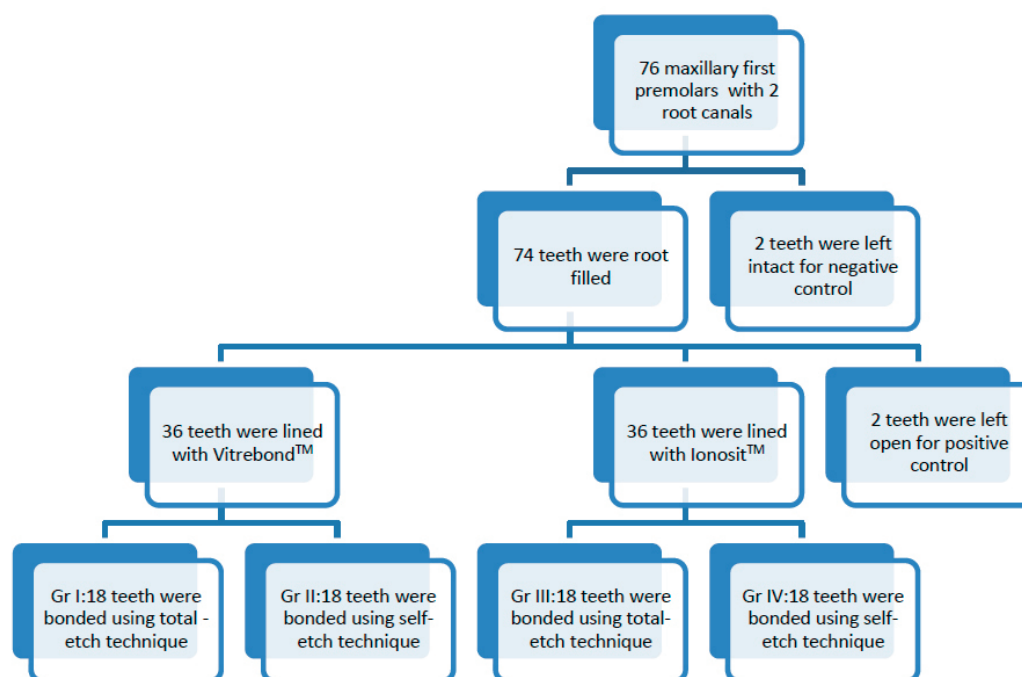 76 maxillary first
premolars with 2
root canals
74 teeth were root
filled
2 teeth were left
intact for negative
control
36 teeth were lined
with Vitrebond™
36 teeth were lined
with Ionosit™
2 teeth were left
open for positive
control
Gr I:18 teeth were
bonded using total -
etch technique
Gr II:18 teeth were
bonded using self-
etch technique
Gr III:18 teeth were
bonded using total-
etch technique
Gr IV:18 teeth were
bonded using self-
etch technique